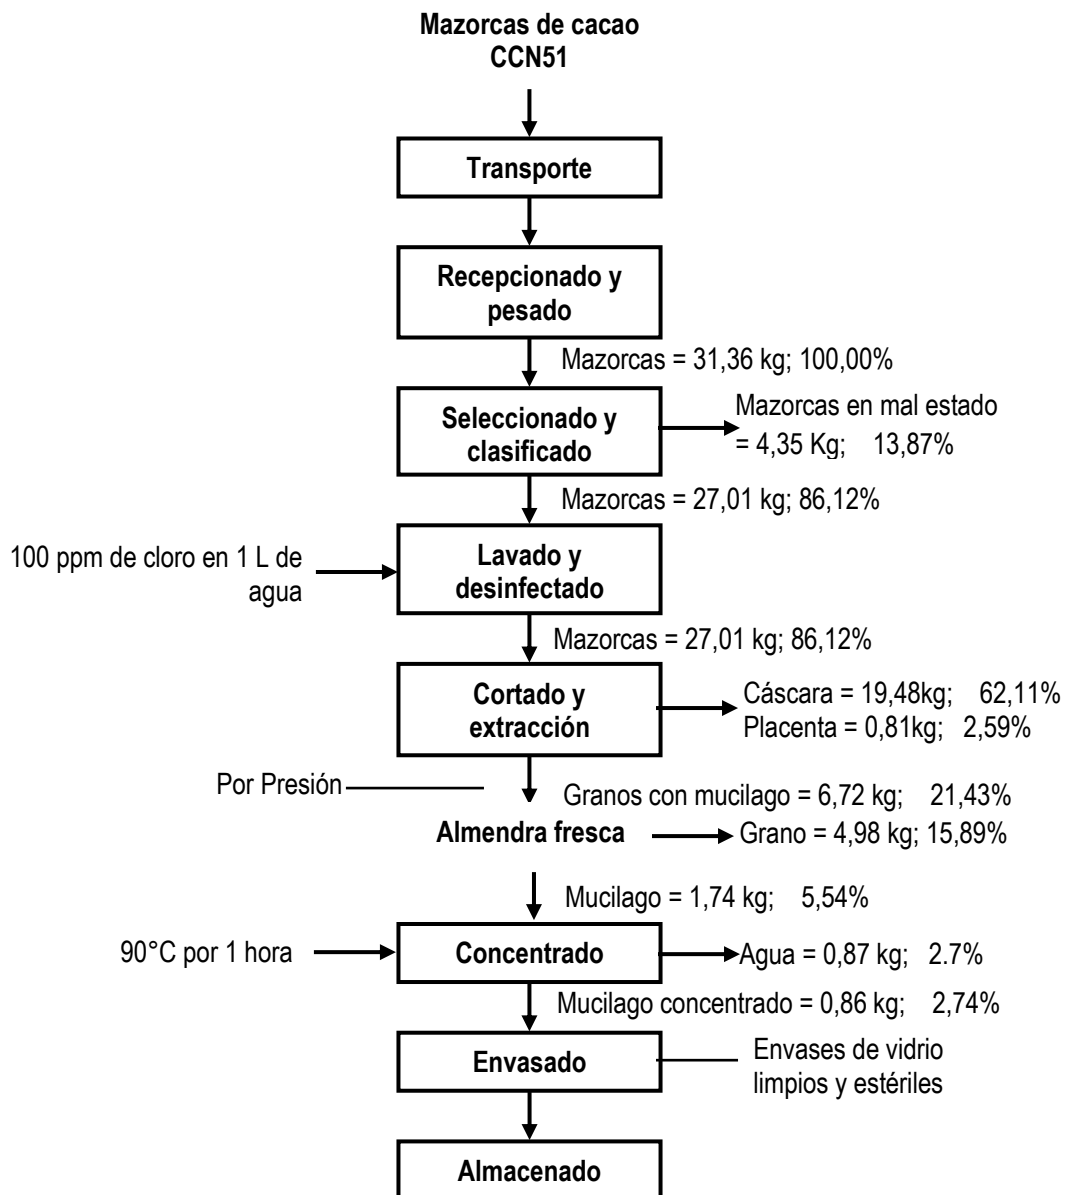 Mazorcas de cacao
CCN51
Transporte
Recepcionado y
pesado
Mazorcas = 31,36 kg; 100,00%
Seleccionado y
clasificado
Mazorcas en mal estado
= 4,35 Kg; 13,87%
Mazorcas = 27,01 kg; 86,12%
100 ppm de cloro en 1 L de
agua
Lavado y
desinfectado
Mazorcas = 27,01 kg; 86,12%
Cortado y
extracción
Cáscara = 19,48kg; 62,11%
Placenta = 0,81kg; 2,59%
Por Presión
Granos con mucilago = 6,72 kg; 21,43%
Almendra fresca
Grano = 4,98 kg; 15,89%
Mucilago = 1,74 kg; 5,54%
90°C por 1 hora
Concentrado
Agua = 0,87 kg; 2.7%
Mucilago concentrado = 0,86 kg; 2,74%
Envasado
Envases de vidrio
limpios y estériles
Almacenado